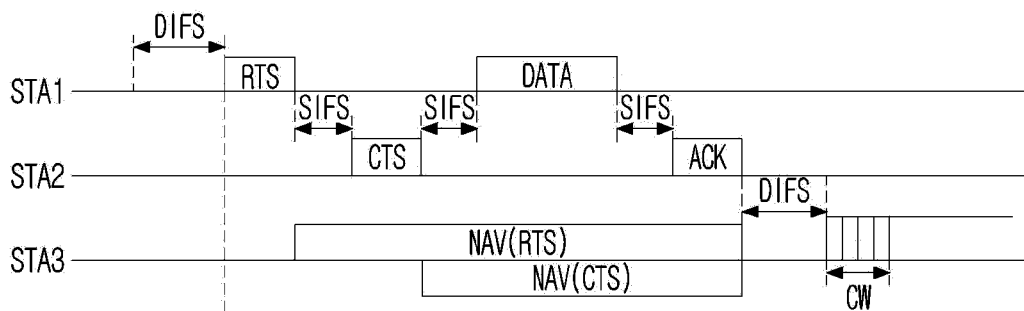 DIFS
STA1 RTS SIFS SIFS DATA SIFS
STA2 CTS ACK DIFS
STA3 NAV(RTS)
NAV(CTS) CW